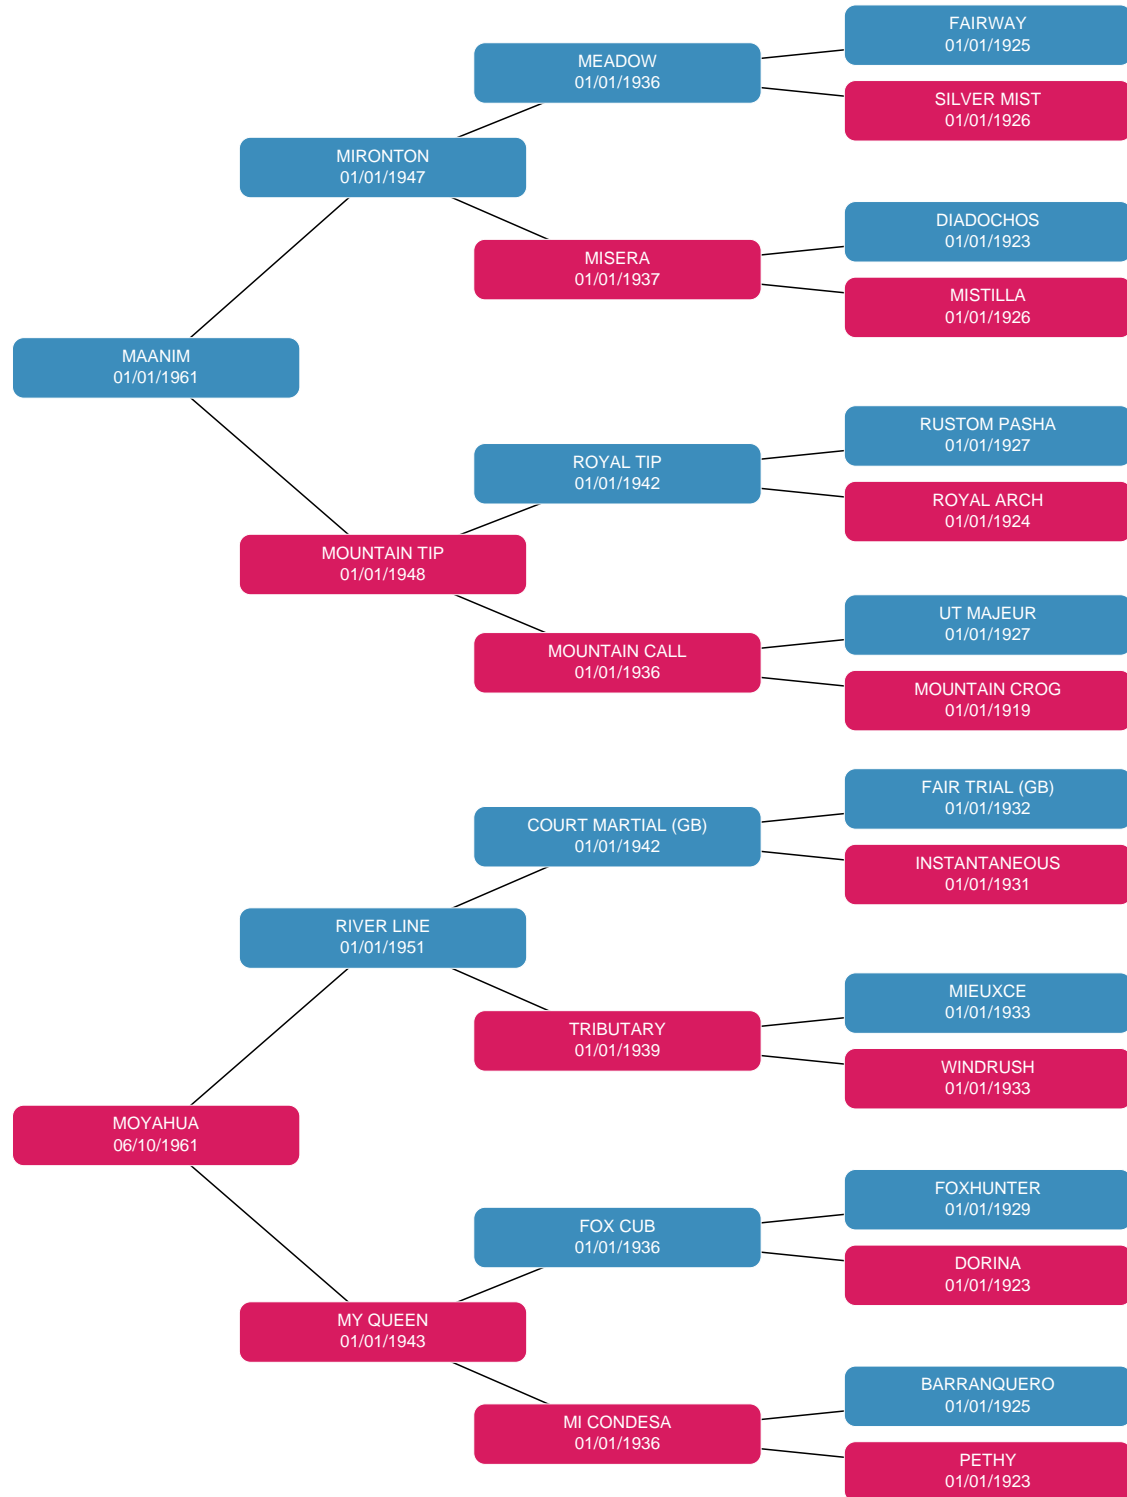 FAIRWAY
01/01/1925
MEADOW
01/01/1936
SILVER MIST
01/01/1926
MIRONTON
01/01/1947
DIADOCHOS
01/01/1923
MISERA
01/01/1937
MISTILLA
01/01/1926
MAANIM
01/01/1961
RUSTOM PASHA
01/01/1927
ROYAL TIP
01/01/1942
ROYAL ARCH
01/01/1924
MOUNTAIN TIP
01/01/1948
UT MAJEUR
01/01/1927
MOUNTAIN CALL
01/01/1936
MOUNTAIN CROG
01/01/1919
FAIR TRIAL (GB)
01/01/1932
COURT MARTIAL (GB)
01/01/1942
INSTANTANEOUS
01/01/1931
RIVER LINE
01/01/1951
MIEUXCE
01/01/1933
TRIBUTARY
01/01/1939
WINDRUSH
01/01/1933
MOYAHUA
06/10/1961
FOXHUNTER
01/01/1929
FOX CUB
01/01/1936
DORINA
01/01/1923
MY QUEEN
01/01/1943
BARRANQUERO
01/01/1925
MI CONDESA
01/01/1936
PETHY
01/01/1923